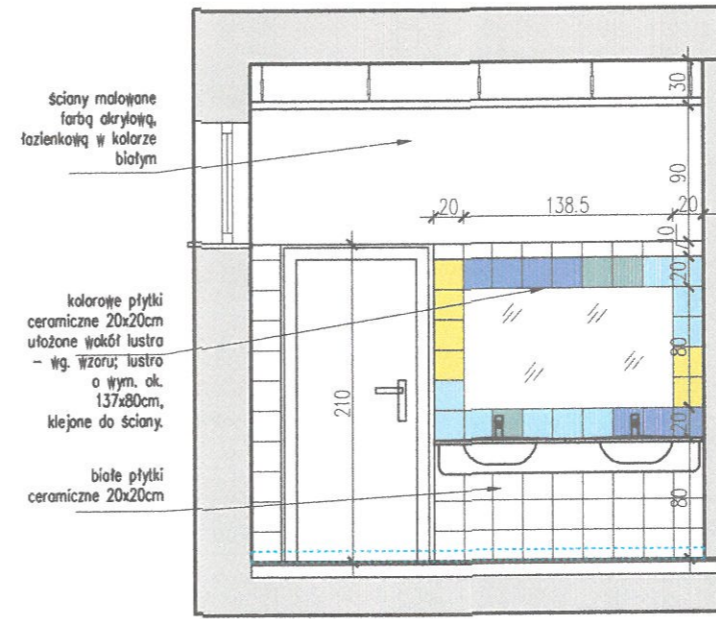 ściany malowane
farbą akrylową,
łazienkową w kolorze
białym
kolorowe płytki
ceramiczne 20x20cm
ułożone wokół lustra
– wg. wzoru; lustro
o wym. ok.
137x80cm,
klejone do ściany.
białe płytki
ceramiczne 20x20cm
30
90
20 138.5 20
10
20
80
20
80
210